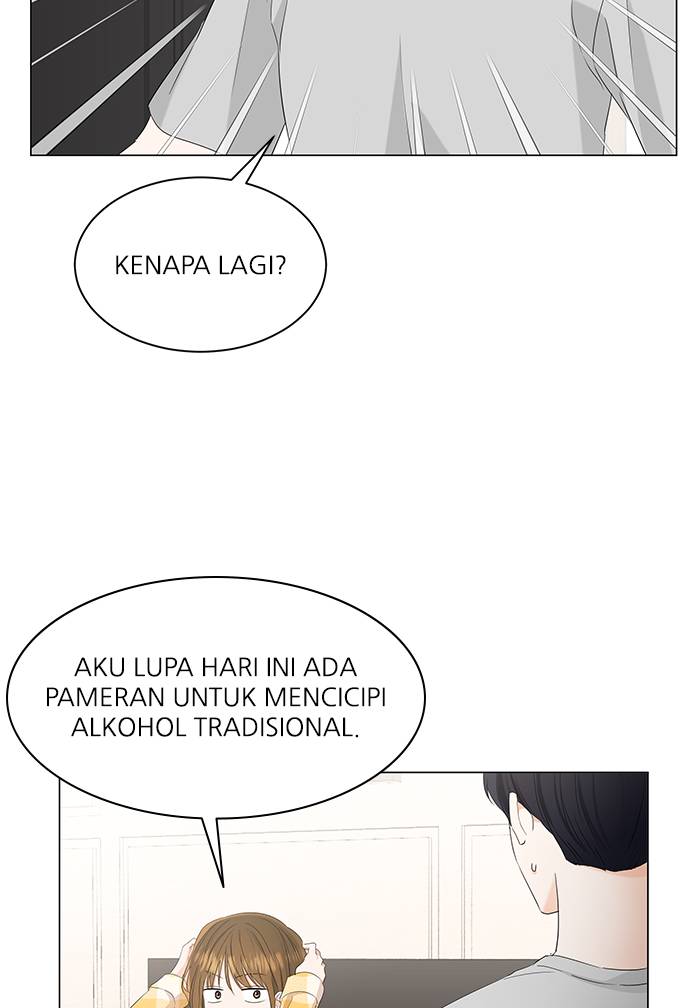 KENAPA LAGI?
AKU LUPA HARI INI ADA
PAMERAN UNTUK MENCICIPI
ALKOHOL TRADISIONAL.